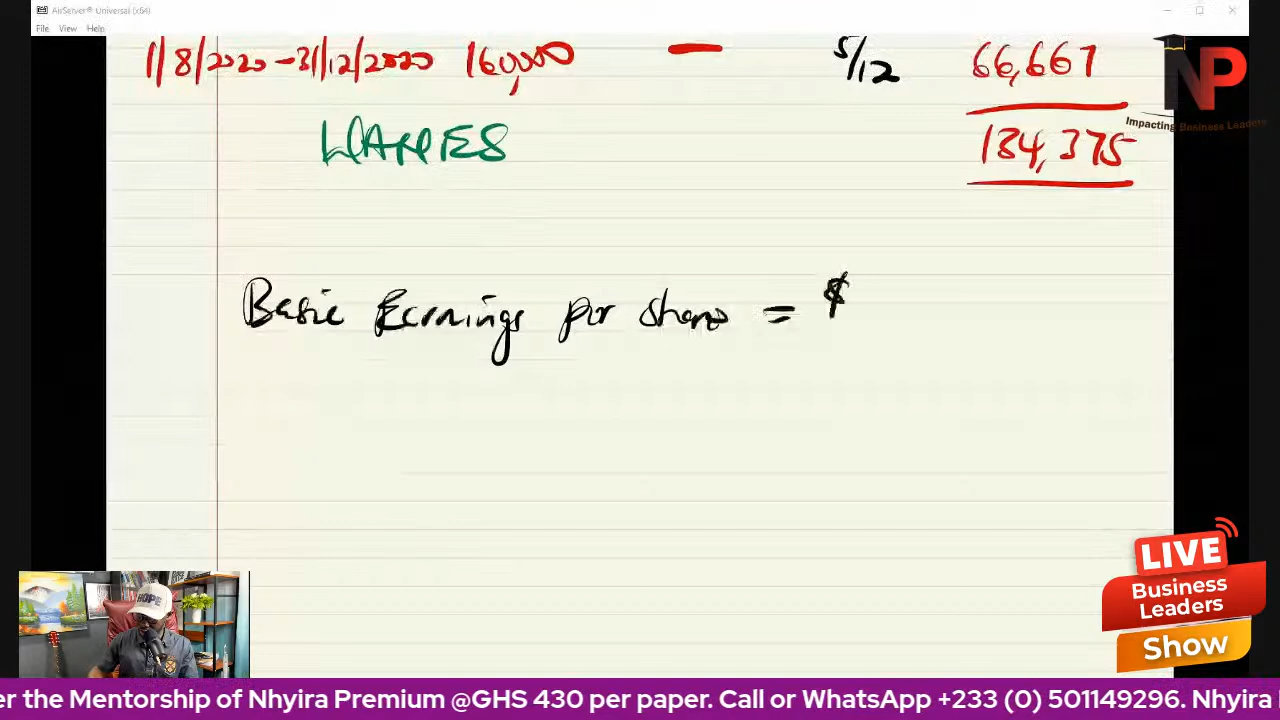 AirServer® Universal (x64)
File View Help
1/8/2020 - 31/12/2020 160,000 — 5/12 66,667
NP
Impacting Business Leaders
134,375
Basic Earnings per share = $
HOPE
LIVE
Business
Leaders
Show
er the Mentorship of Nhyira Premium @GHS 430 per paper. Call or WhatsApp +233 (0) 501149296. Nhyira